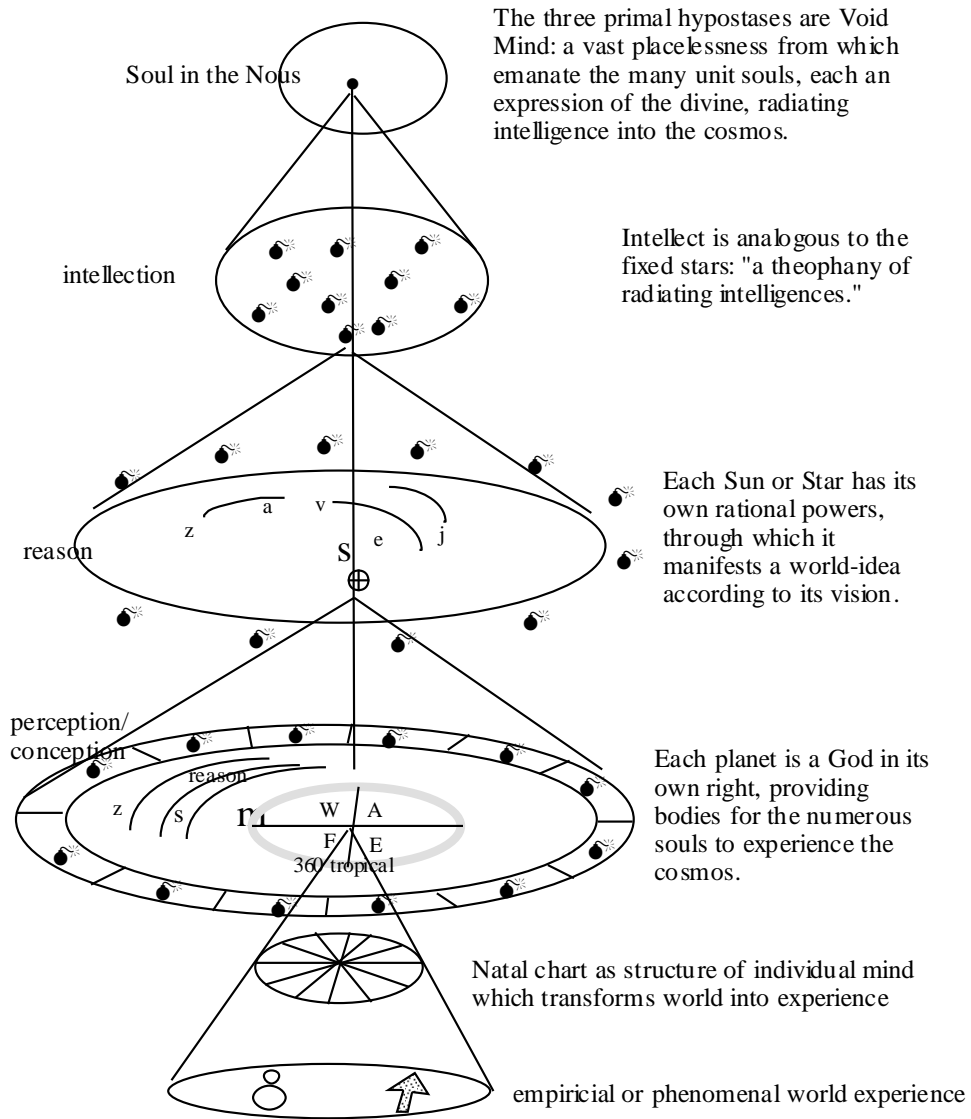 The three primal hypostases are Void
Mind: a vast placelessness from which
emanate the many unit souls, each an
expression of the divine, radiating
intelligence into the cosmos.
Soul in the Nous
intellection
Intellect is analogous to the
fixed stars: "a theophany of
radiating intelligences."
Each Sun or Star has its
own rational powers,
through which it
manifests a world-idea
according to its vision.
z a v e j
S
reason
perception/
conception
reason
z s m
W A
F E
360 tropical
Each planet is a God in its
own right, providing
bodies for the numerous
souls to experience the
cosmos.
Natal chart as structure of individual mind
which transforms world into experience
empiricial or phenomenal world experience